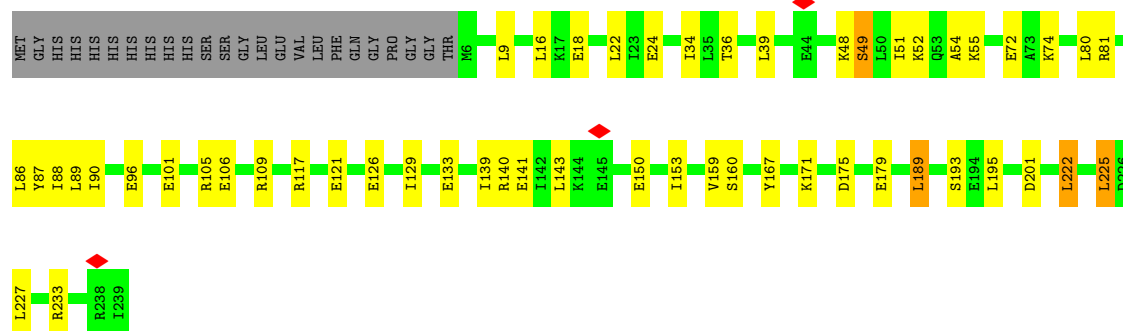 MET GLY HIS HIS HIS HIS HIS HIS HIS HIS SER SER GLY LEU GLU VAL LEU PHE GLN GLY PRO GLY GLY THR M6 L9 L16 K17 E18 L22 I23 E24 I34 L35 T36 L39 E44 K48 S49 L50 I51 K52 Q53 A54 K55 E72 A73 K74 L80 R81
L86 Y87 I88 L89 I90 E96 E101 R105 E106 R109 R117 E121 E126 I129 E133 I139 R140 E141 I142 L143 K144 E145 E150 I153 V159 S160 Y167 K171 D175 E179 L189 S193 E194 L195 D201 L222 L225 D226
L227 R233 R238 I239